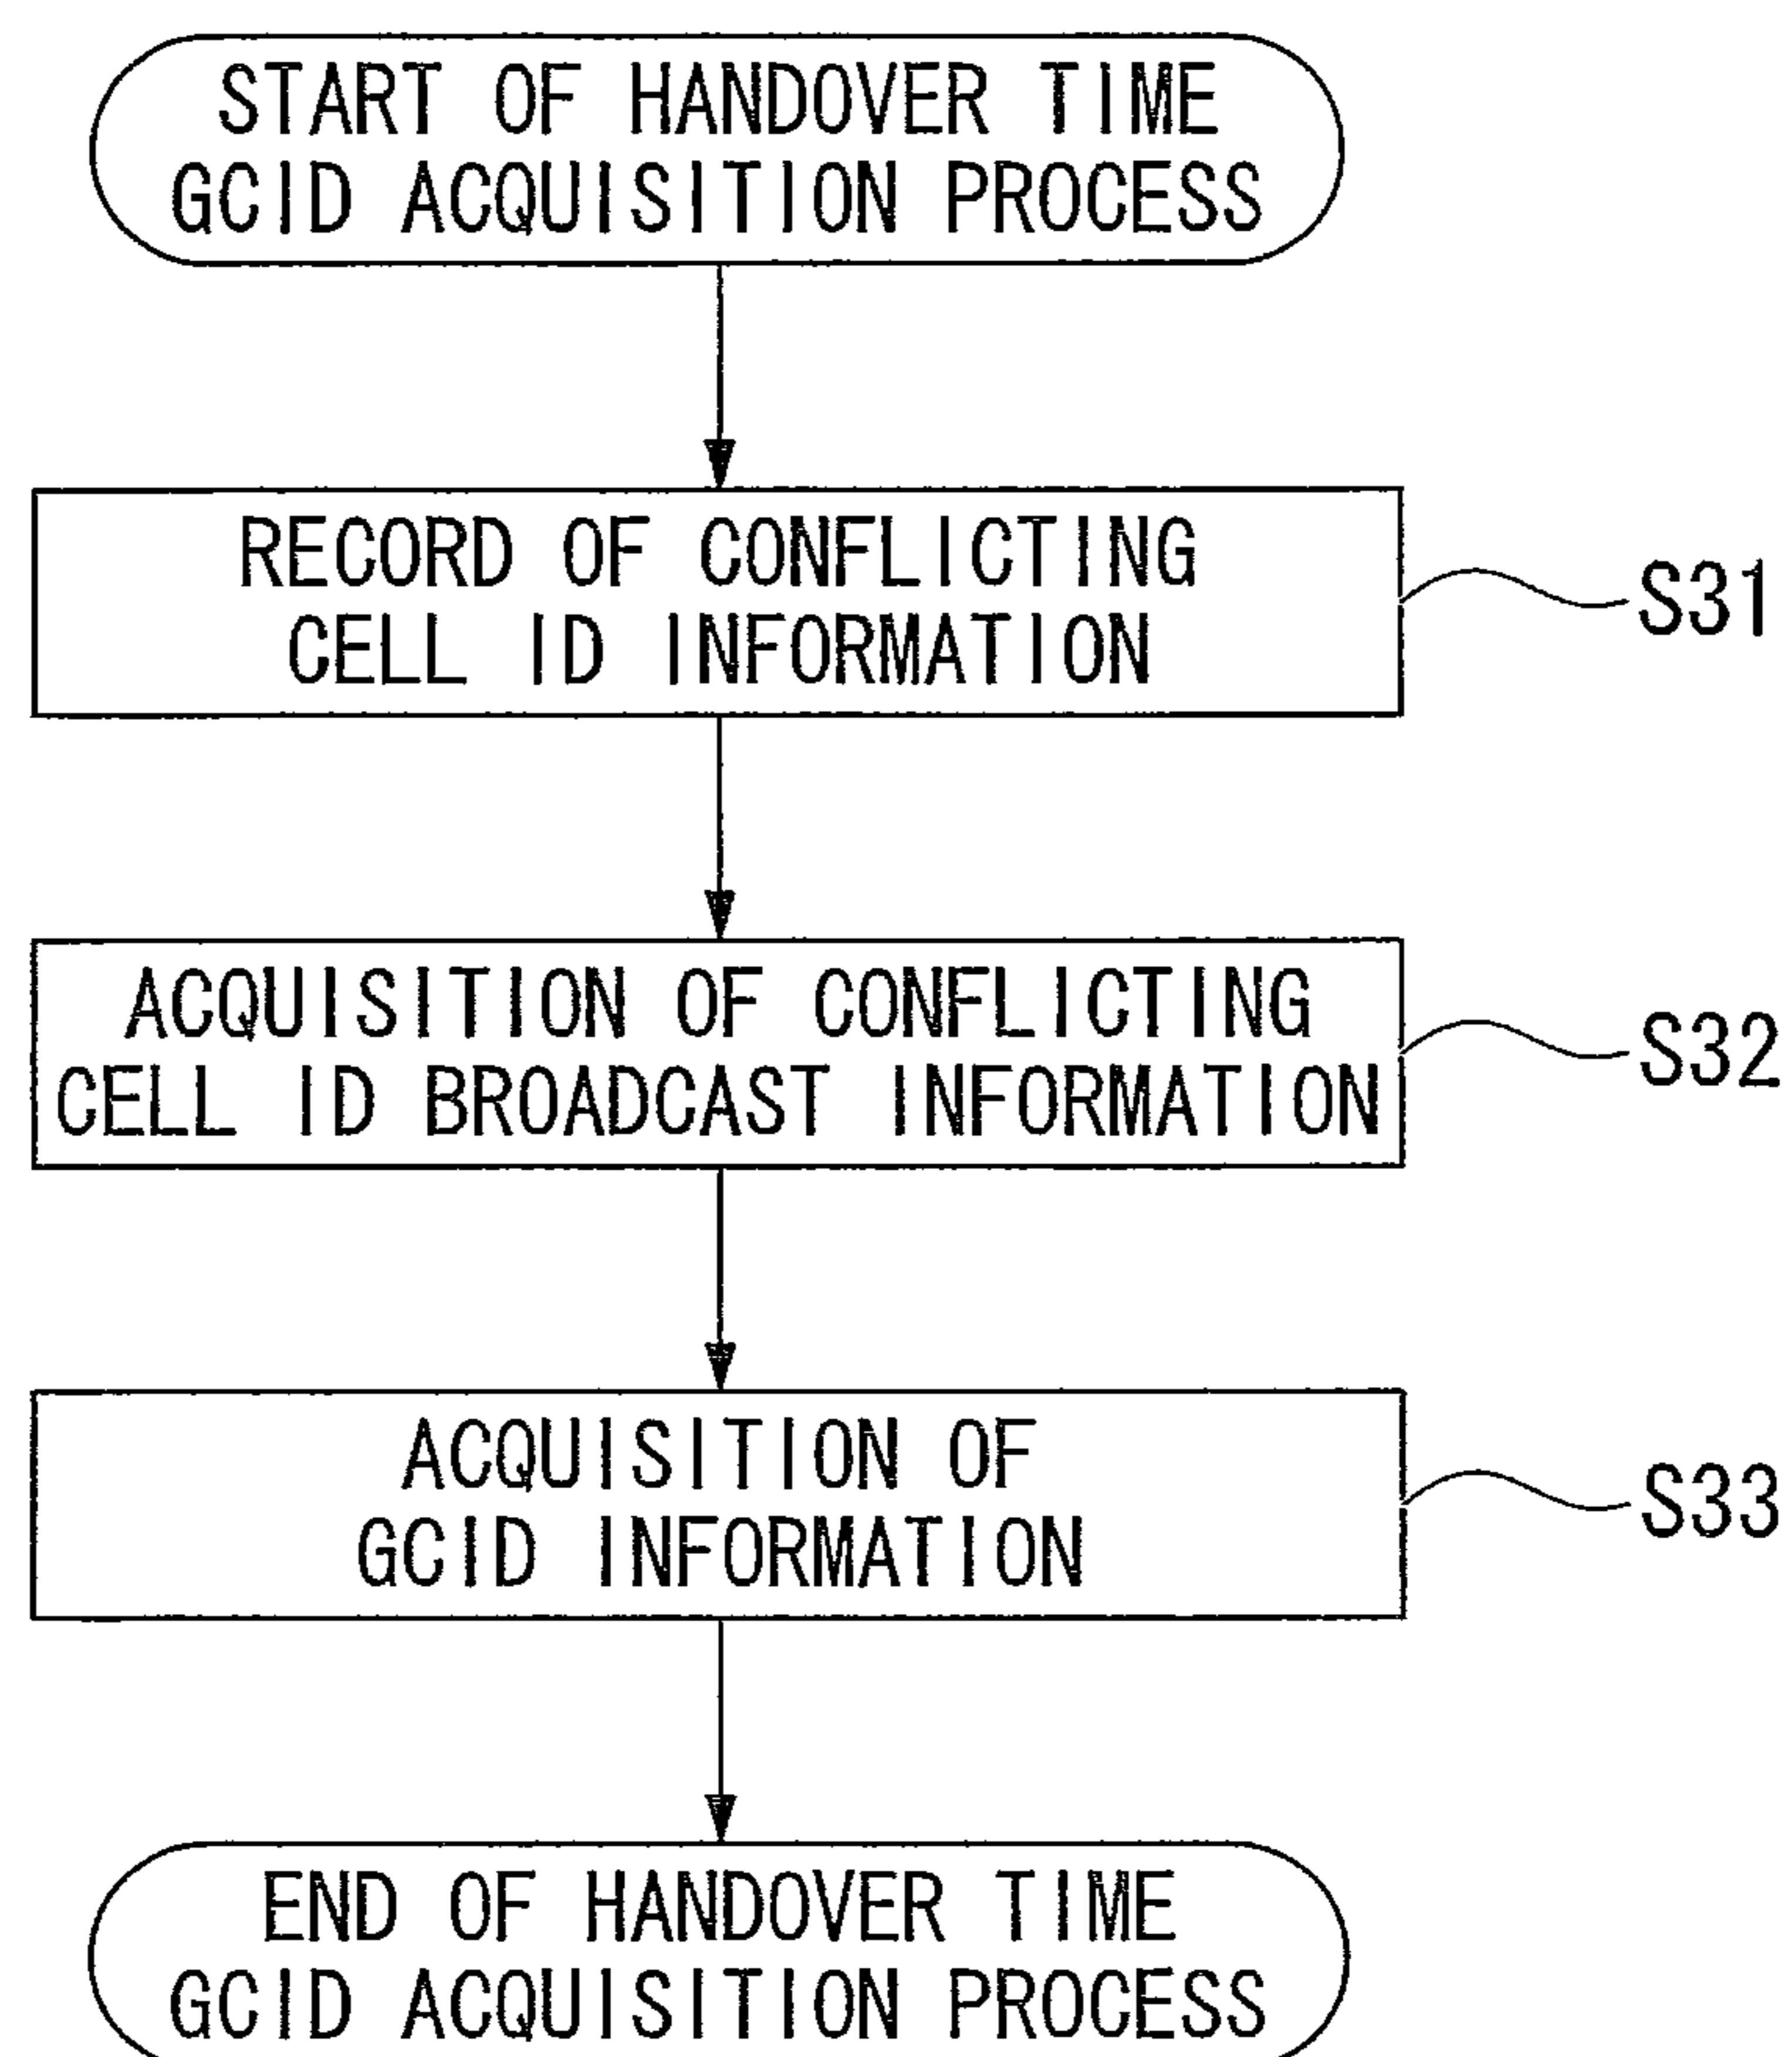 START OF HANDOVER TIME
GCID ACQUISITION PROCESS
RECORD OF CONFLICTING
CELL ID INFORMATION
S31
ACQUISITION OF CONFLICTING
CELL ID BROADCAST INFORMATION
S32
ACQUISITION OF
GCID INFORMATION
S33
END OF HANDOVER TIME
GCID ACQUISITION PROCESS